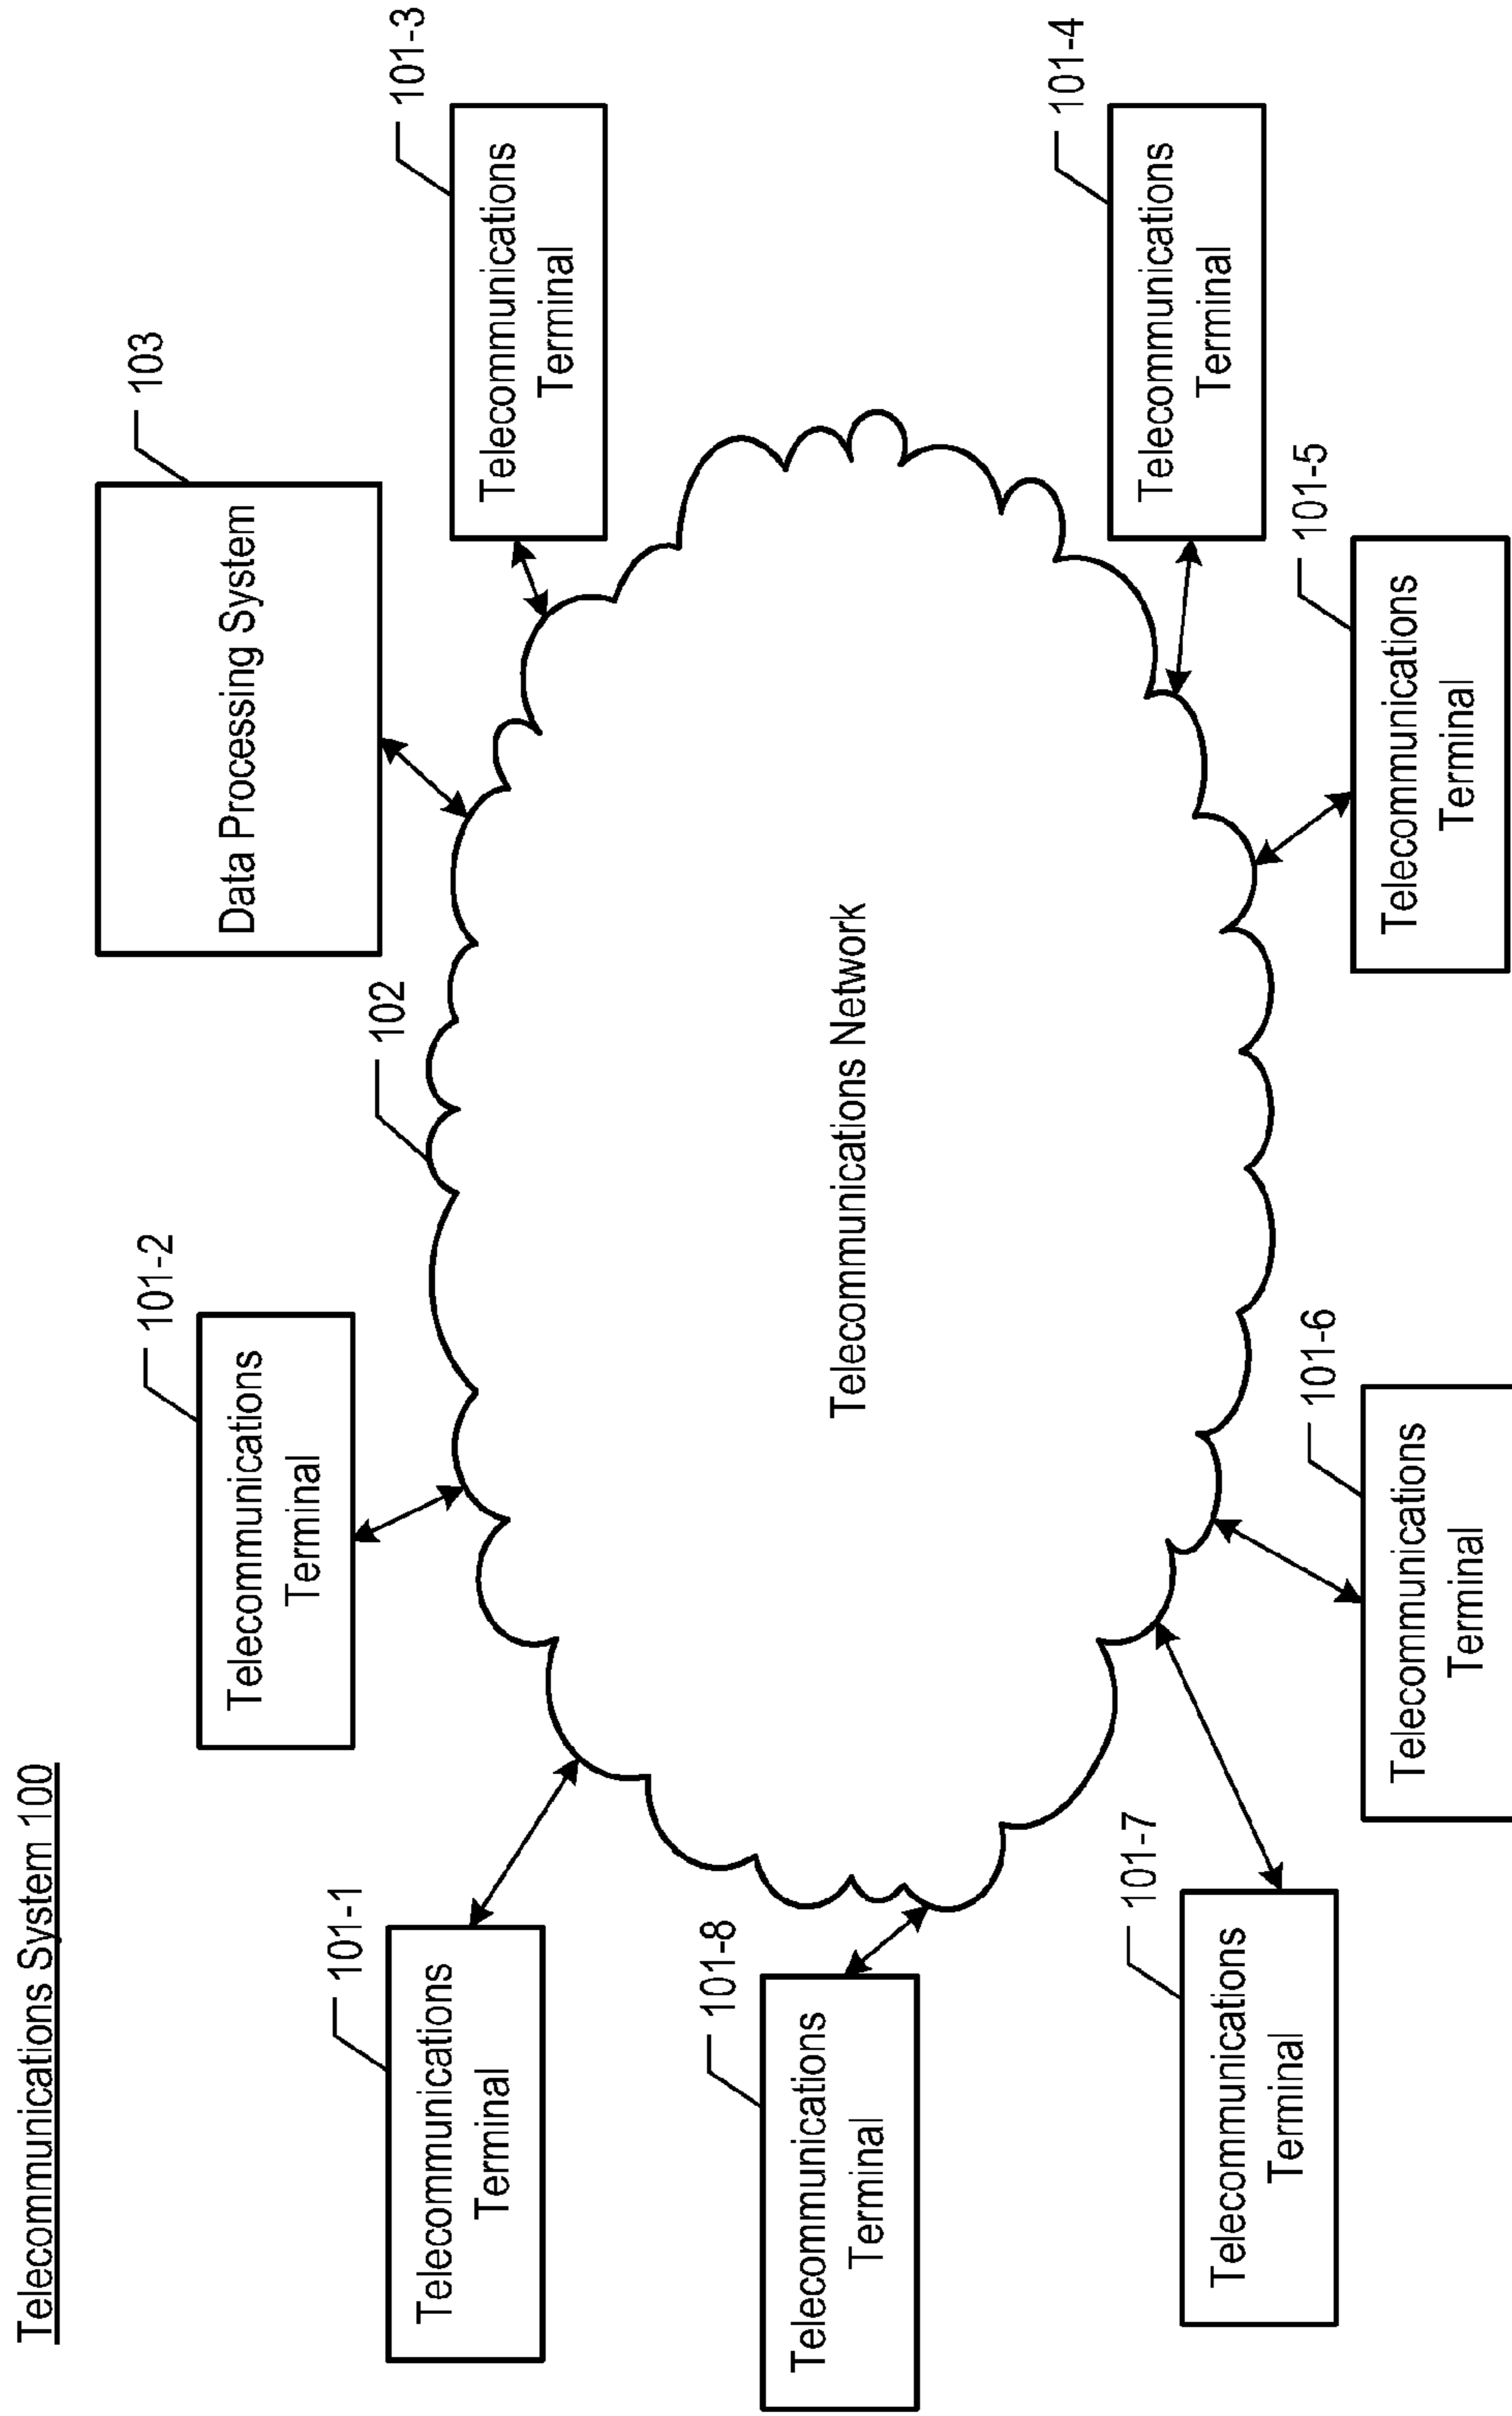 Telecommunications System 100
103
Data Processing System
101-2
Telecommunications
Terminal
102
101-3
Telecommunications
Terminal
101-1
Telecommunications
Terminal
Telecommunications Network
101-8
Telecommunications
Terminal
101-4
Telecommunications
Terminal
101-7
Telecommunications
Terminal
101-6
Telecommunications
Terminal
101-5
Telecommunications
Terminal